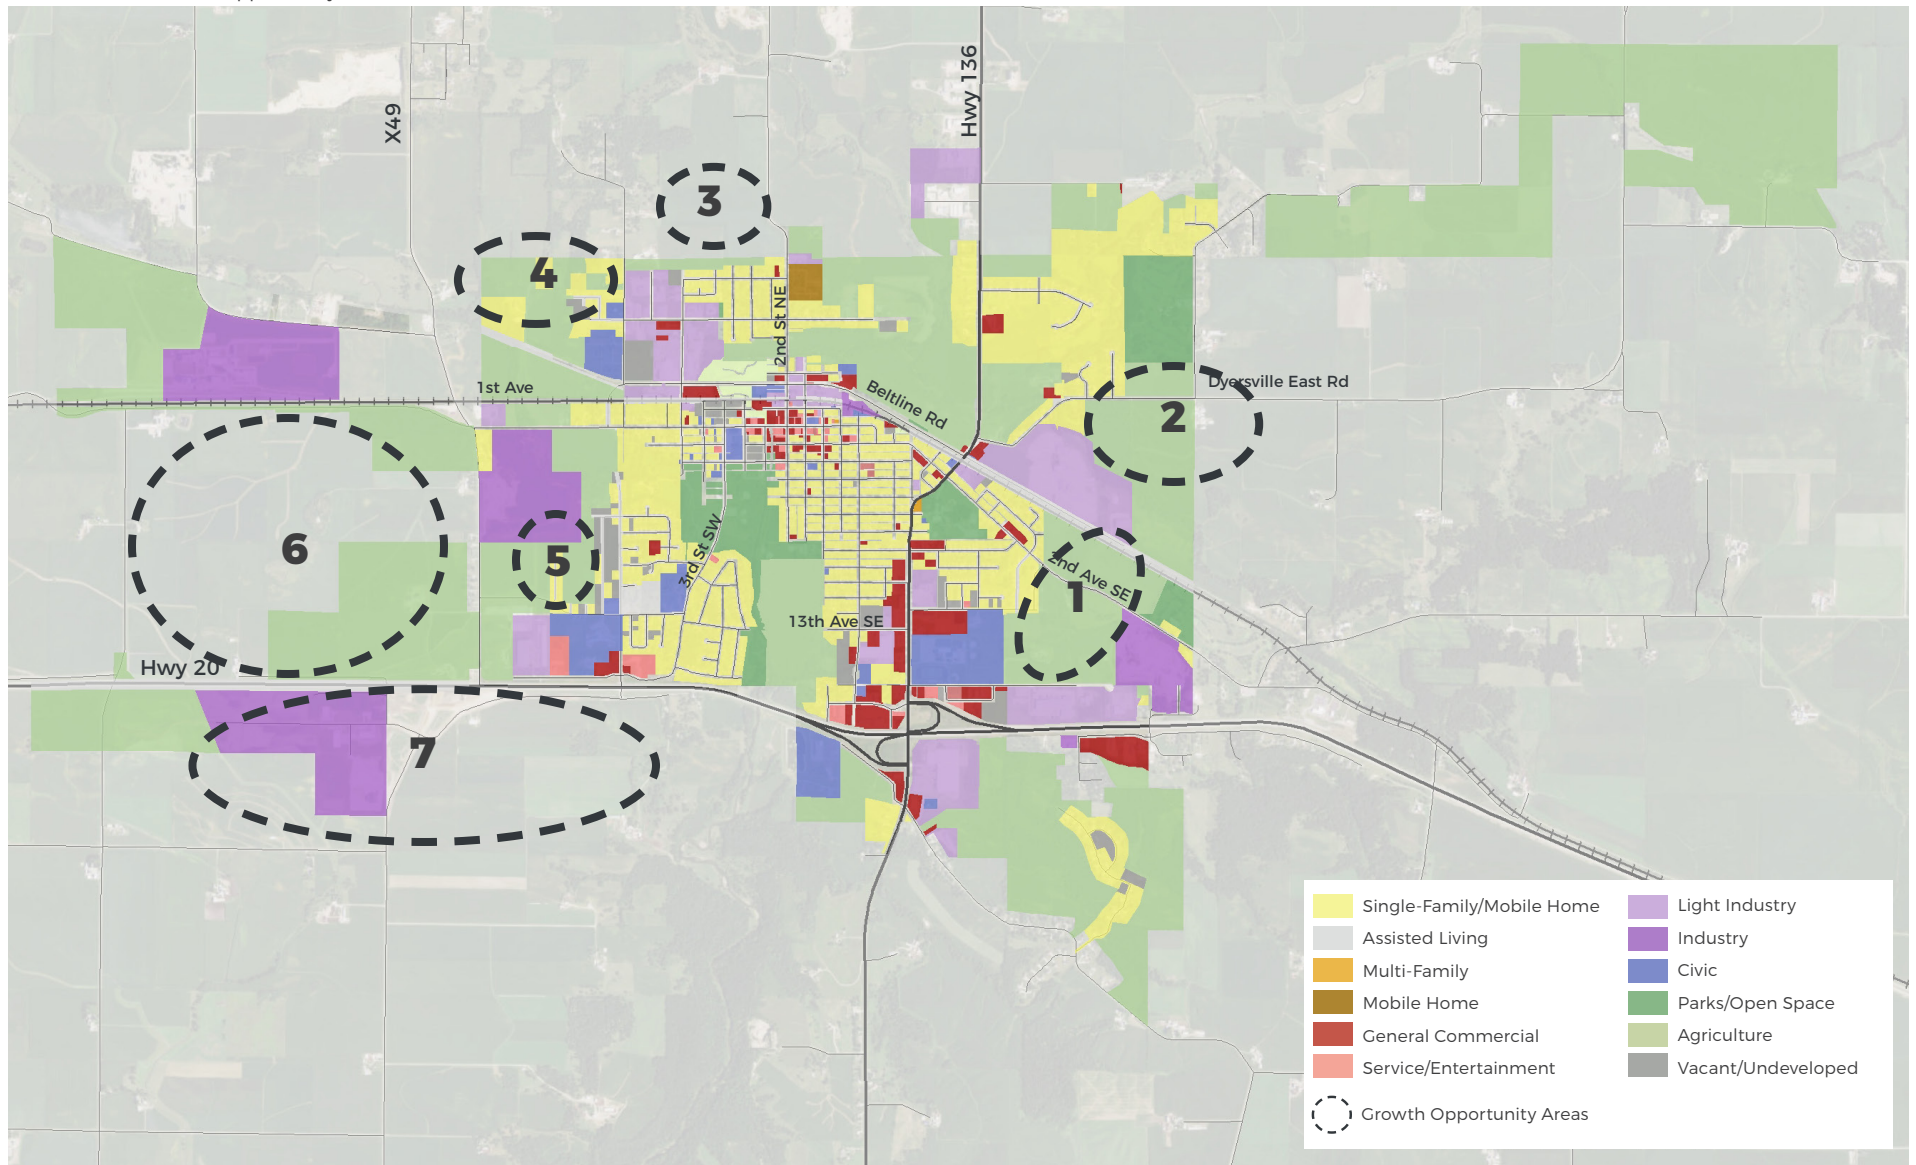 Hwy 136
X49
3
4
2nd St NE
1st Ave
Beltline Rd
Dyersville East Rd
2
6
5
3rd St SW
2nd Ave SE
1
13th Ave SE
Hwy 20
7
Single-Family/Mobile Home
Assisted Living
Multi-Family
Mobile Home
General Commercial
Service/Entertainment
Light Industry
Industry
Civic
Parks/Open Space
Agriculture
Vacant/Undeveloped
Growth Opportunity Areas